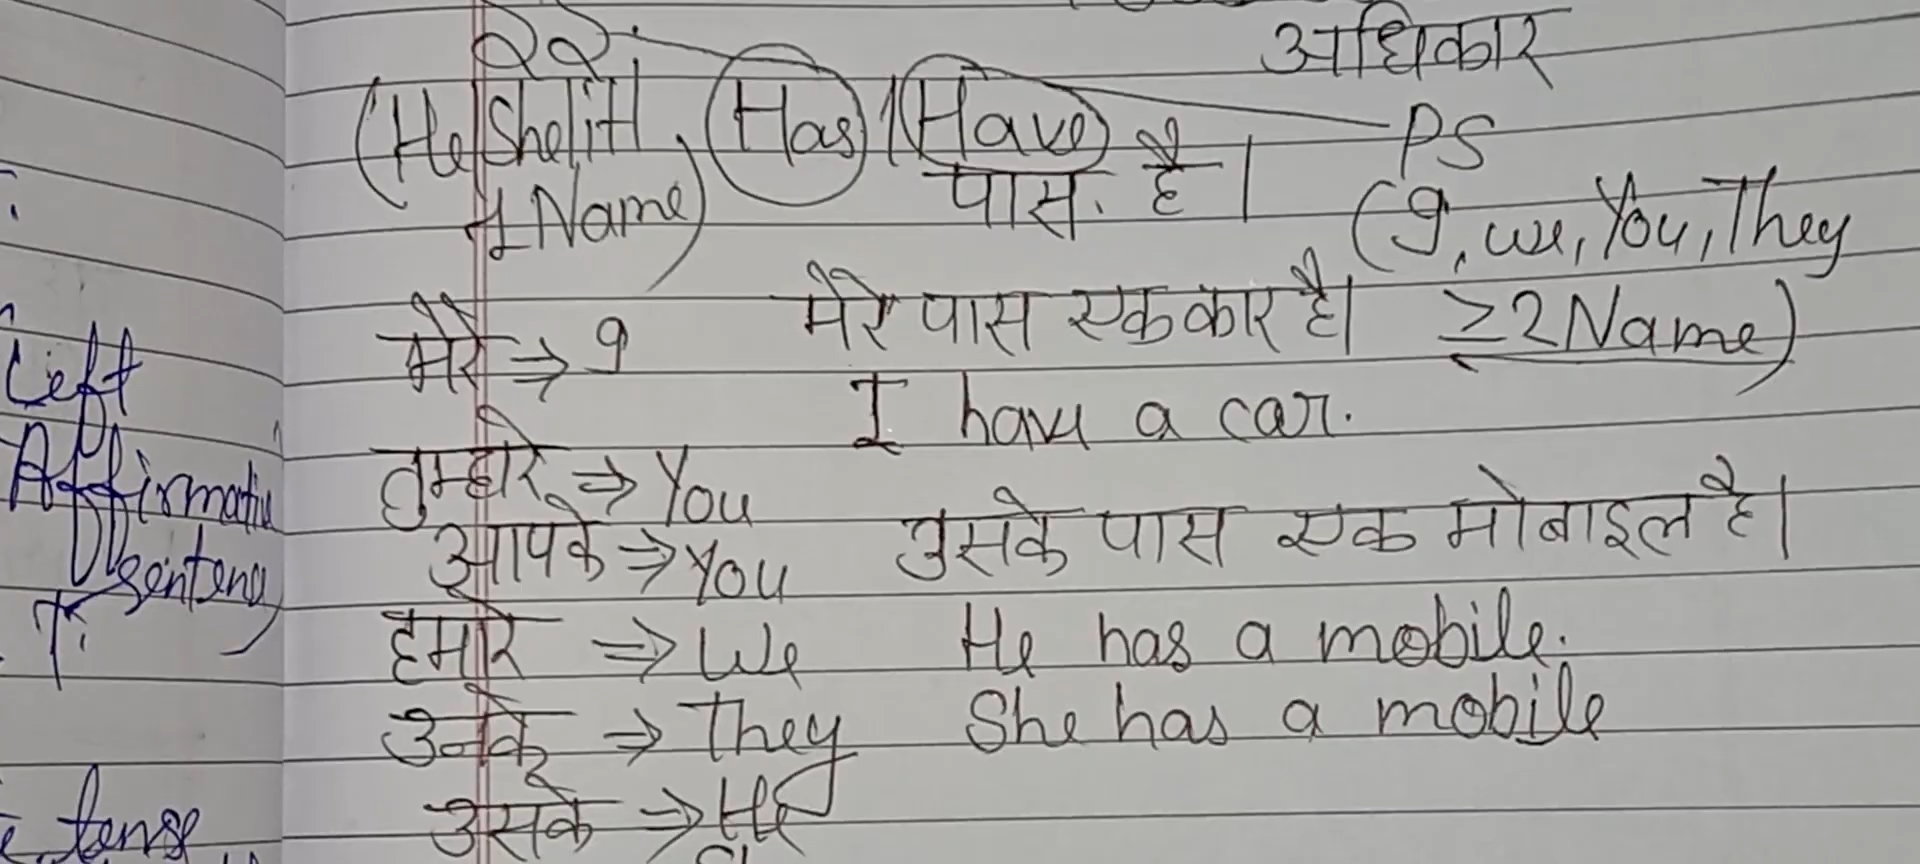 अधिकार
(He/She/it/ Has / Have PS
1 Name) पास. है।
(I, we, You, They
≥2 Name)
मेरे ⇒ I मेरे पास एक कार है।
I have a car.
तुम्हारे ⇒ You
आपके ⇒ You उसके पास एक मोबाइल है।
हमारे ⇒ We He has a mobile.
उनके ⇒ They She has a mobile
उसके ⇒ He
Left
Affirmative
Sentence
tense